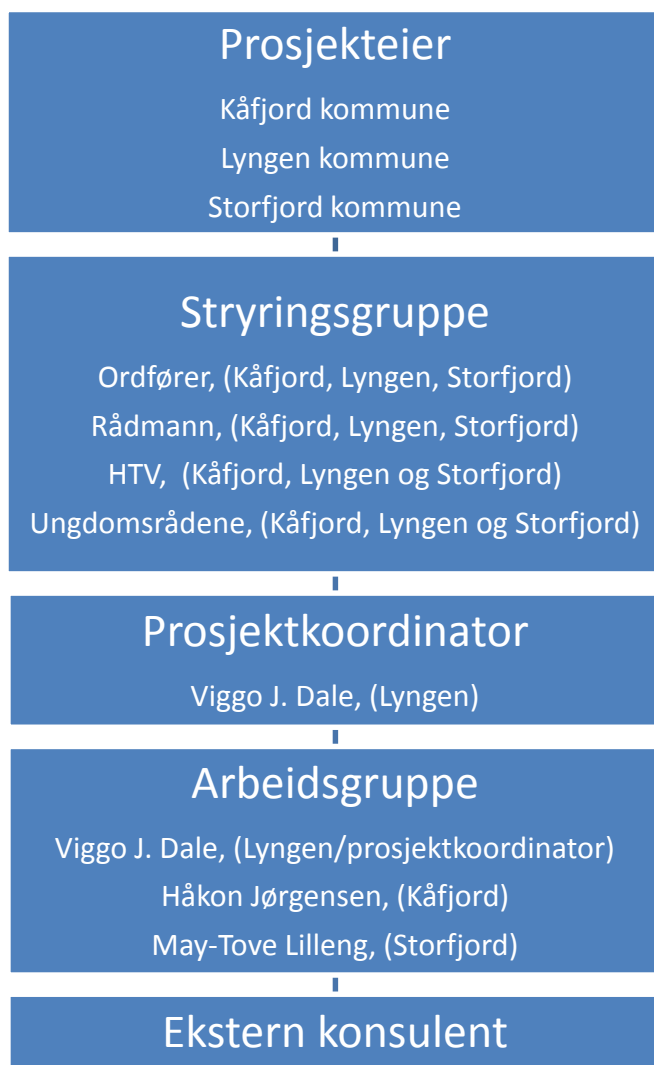 Prosjekteier
Kåfjord kommune
Lyngen kommune
Storfjord kommune
Stryringsgruppe
Ordfører, (Kåfjord, Lyngen, Storfjord)
Rådmann, (Kåfjord, Lyngen, Storfjord)
HTV,  (Kåfjord, Lyngen og Storfjord)
Ungdomsrådene, (Kåfjord, Lyngen og Storfjord)
Prosjektkoordinator
Viggo J. Dale, (Lyngen)
Arbeidsgruppe
Viggo J. Dale, (Lyngen/prosjektkoordinator)
Håkon Jørgensen, (Kåfjord)
May-Tove Lilleng, (Storfjord)
Ekstern konsulent